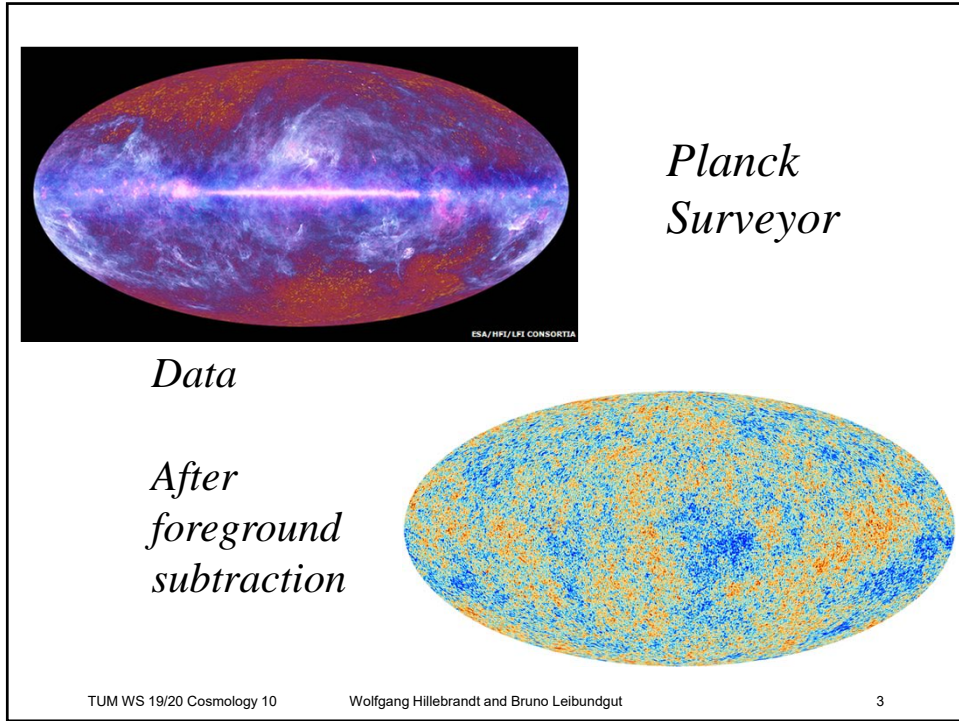 Planck
Surveyor
ESA/HFI/LFI CONSORTIA
Data
After
foreground
subtraction
TUM WS 19/20 Cosmology 10 Wolfgang Hillebrandt and Bruno Leibundgut 3